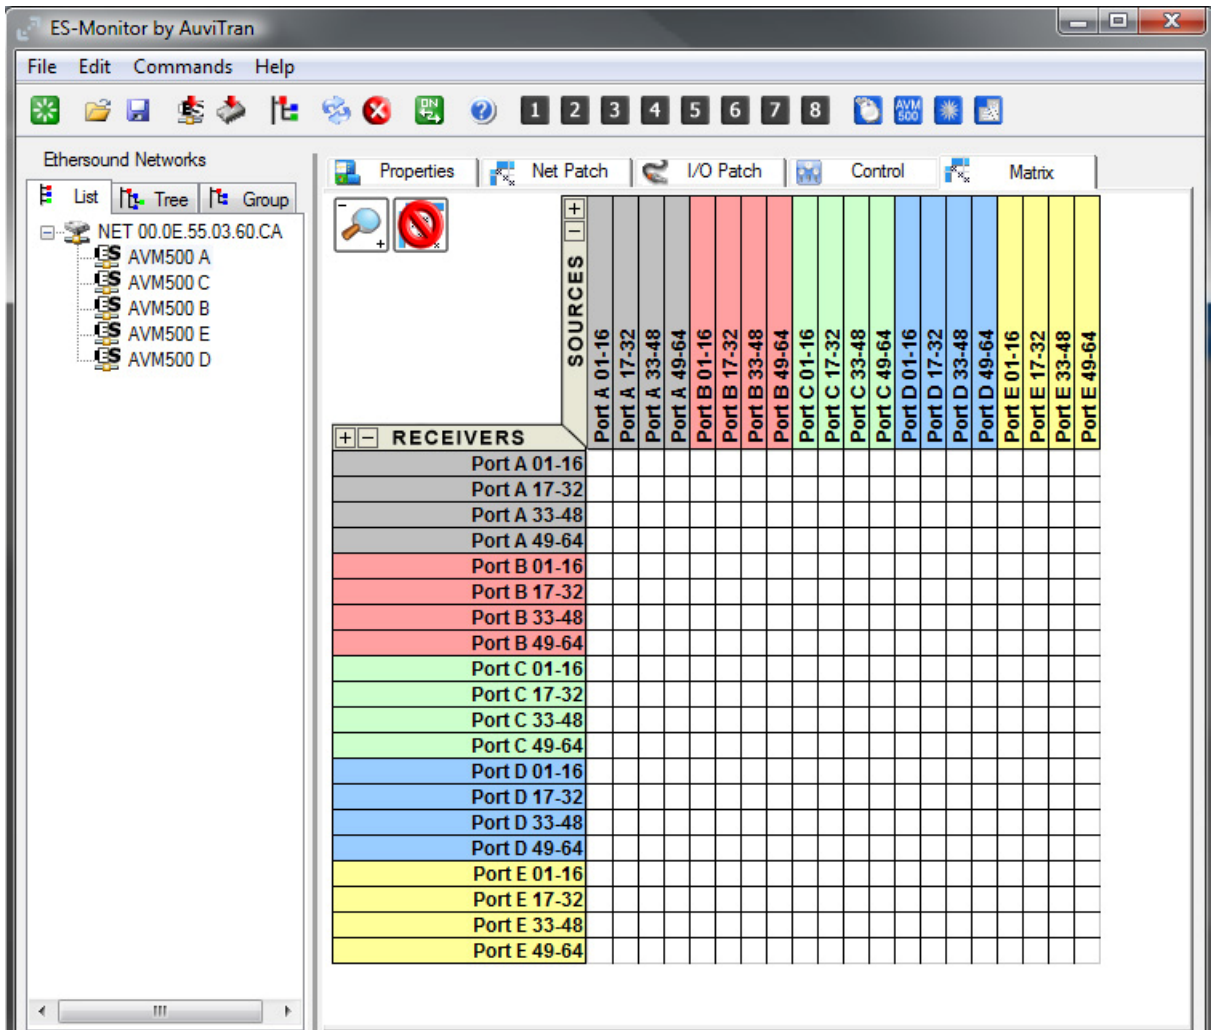 ES-Monitor by AuviTran
File Edit Commands Help
ON 1 2 3 4 5 6 7 8 AVM 500
Ethersound Networks
List Tree Group
NET 00.0E.55.03.60.CA
ES AVM500 A
ES AVM500 C
ES AVM500 B
ES AVM500 E
ES AVM500 D
Properties Net Patch I/O Patch Control Matrix
SOURCES
Port A 01-16
Port A 17-32
Port A 33-48
Port A 49-64
Port B 01-16
Port B 17-32
Port B 33-48
Port B 49-64
Port C 01-16
Port C 17-32
Port C 33-48
Port C 49-64
Port D 01-16
Port D 17-32
Port D 33-48
Port D 49-64
Port E 01-16
Port E 17-32
Port E 33-48
Port E 49-64
RECEIVERS
Port A 01-16
Port A 17-32
Port A 33-48
Port A 49-64
Port B 01-16
Port B 17-32
Port B 33-48
Port B 49-64
Port C 01-16
Port C 17-32
Port C 33-48
Port C 49-64
Port D 01-16
Port D 17-32
Port D 33-48
Port D 49-64
Port E 01-16
Port E 17-32
Port E 33-48
Port E 49-64